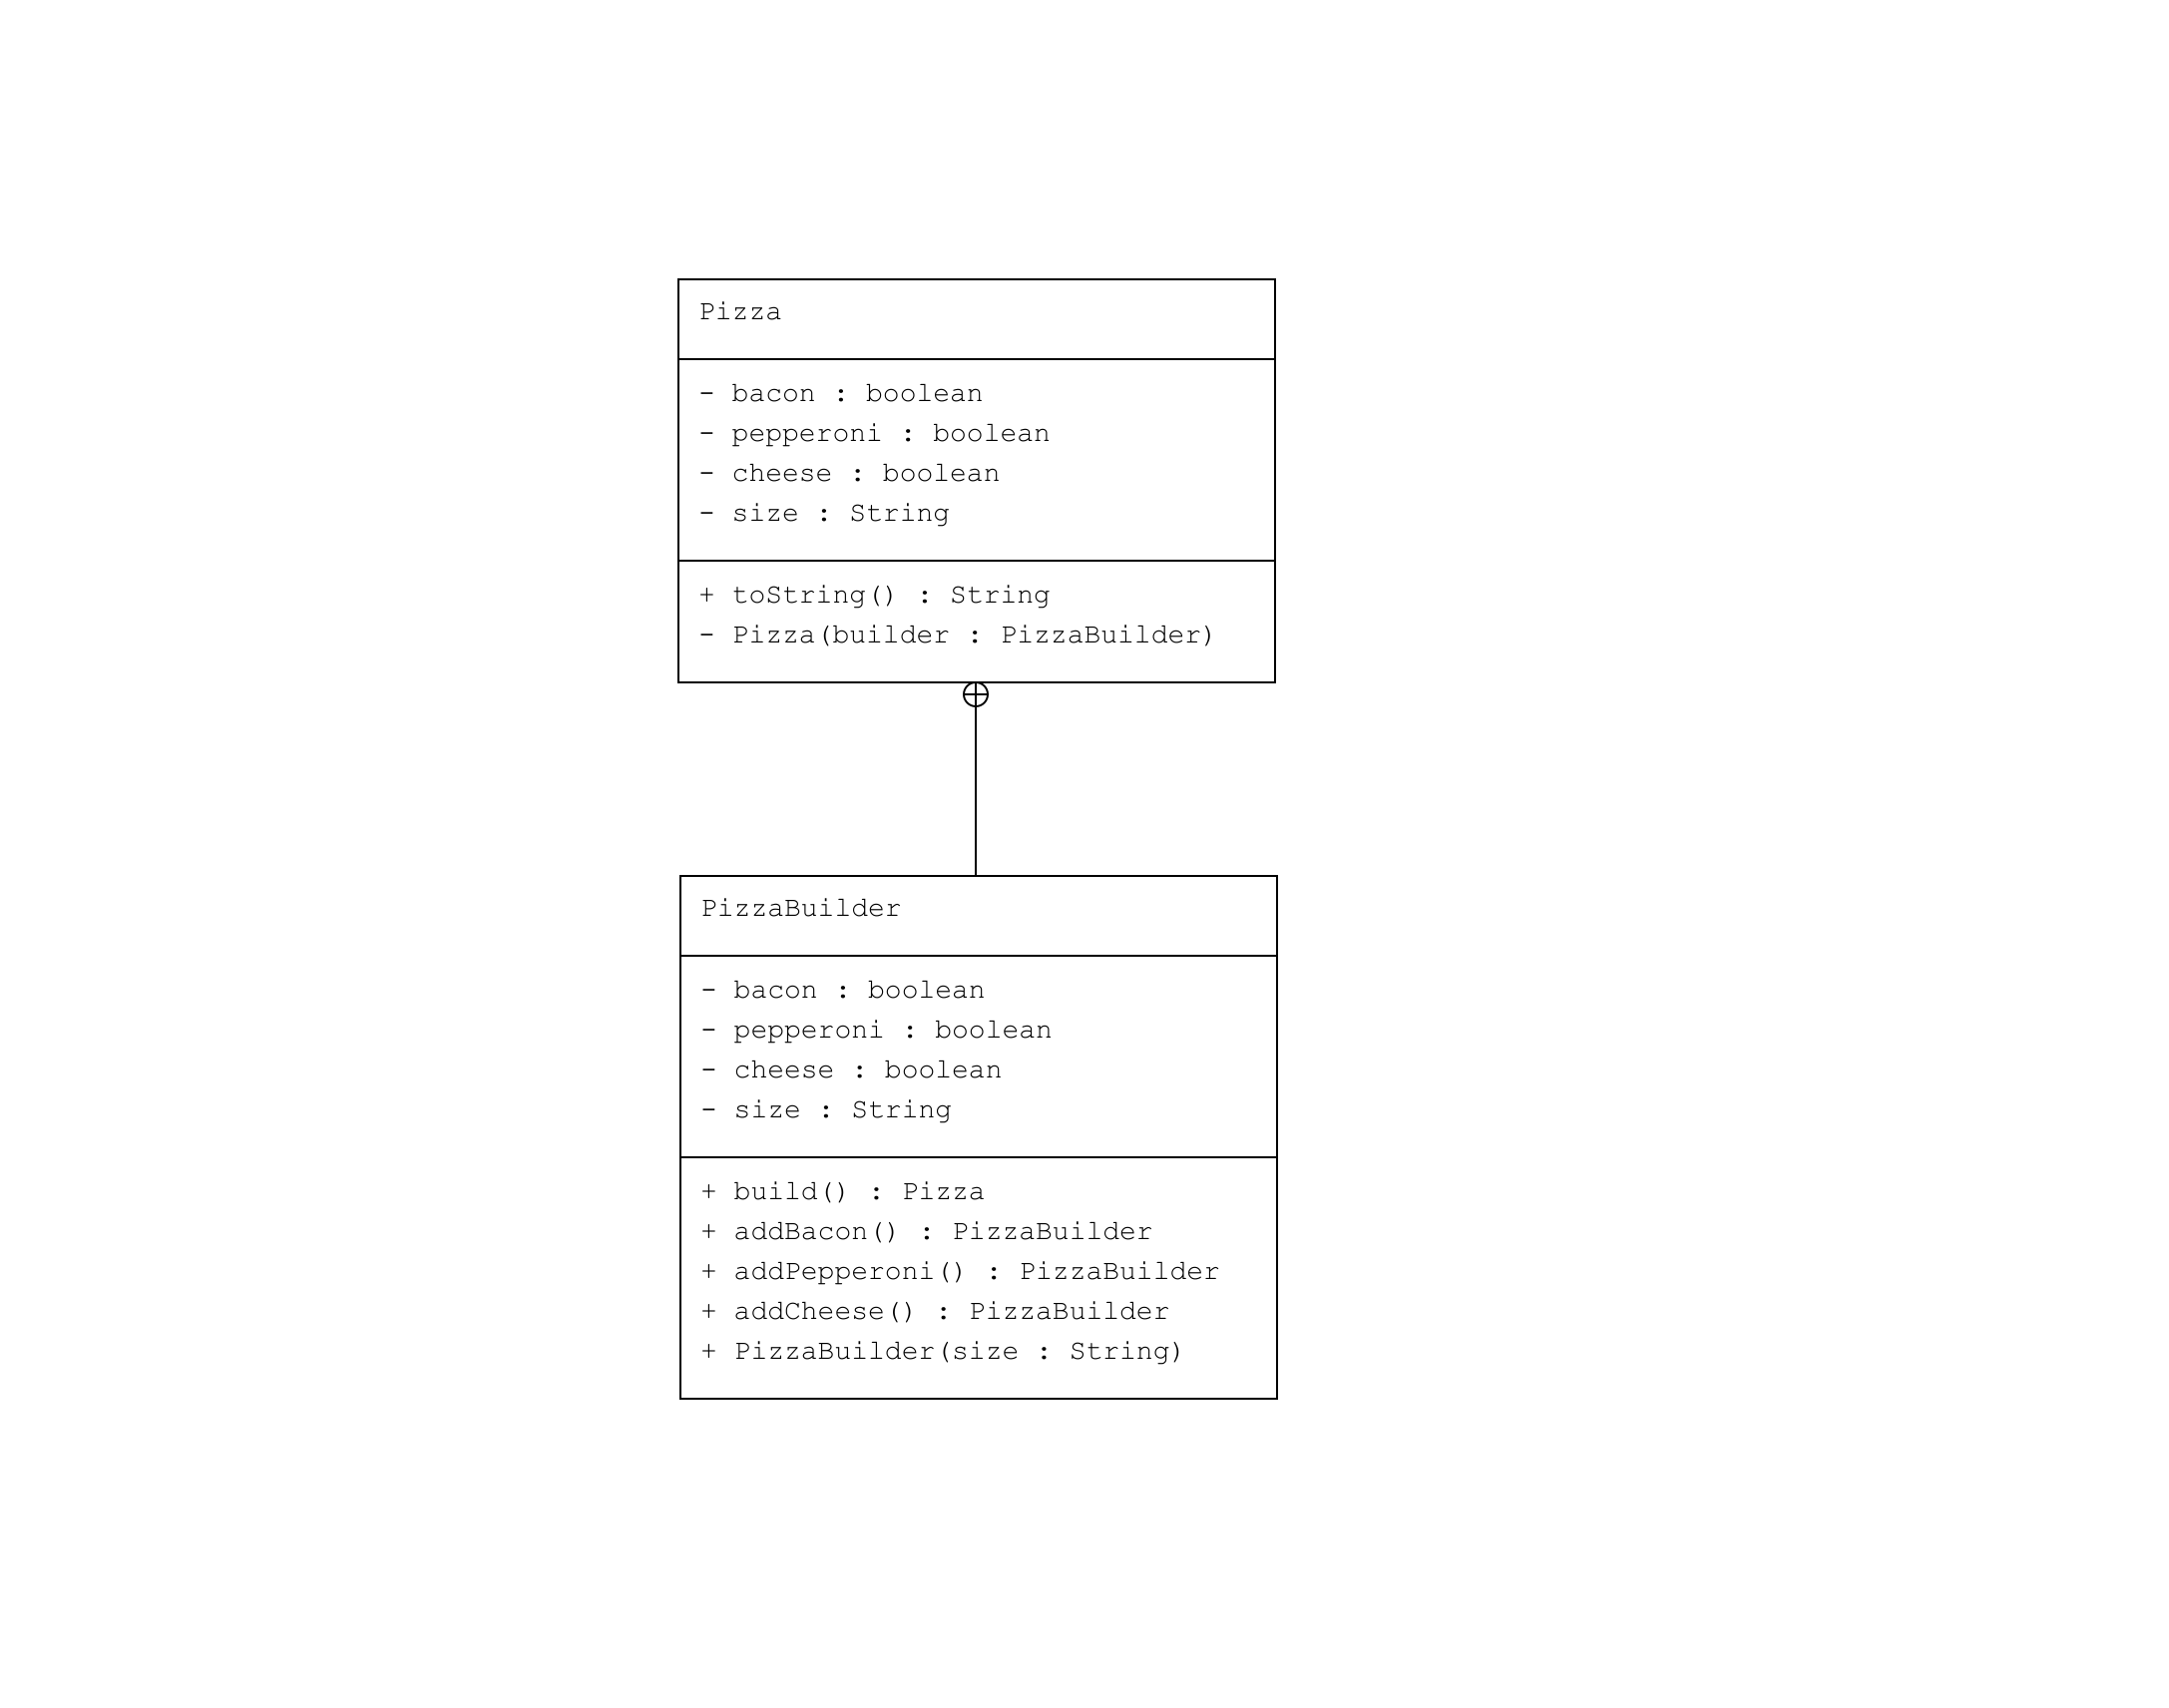 Pizza
- bacon : boolean
- pepperoni : boolean
- cheese : boolean
- size : String
+ toString() : String
- Pizza(builder : PizzaBuilder)
PizzaBuilder
- bacon : boolean
- pepperoni : boolean
- cheese : boolean
- size : String
+ build() : Pizza
+ addBacon() : PizzaBuilder
+ addPepperoni() : PizzaBuilder
+ addCheese() : PizzaBuilder
+ PizzaBuilder(size : String)